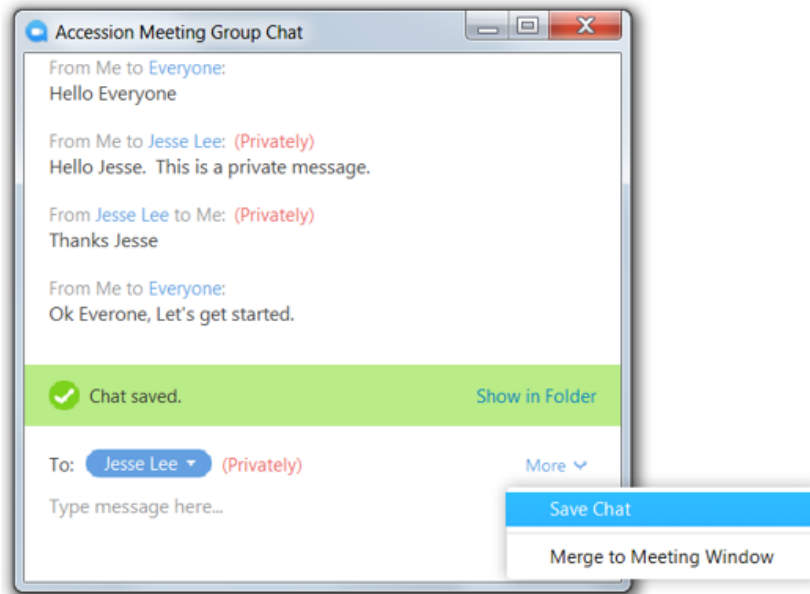 Accession Meeting Group Chat
From Me to Everyone:
Hello Everyone
From Me to Jesse Lee: (Privately)
Hello Jesse. This is a private message.
From Jesse Lee to Me: (Privately)
Thanks Jesse
From Me to Everyone:
Ok Everone, Let's get started.
Chat saved. Show in Folder
To: Jesse Lee (Privately) More
Type message here...
Save Chat
Merge to Meeting Window